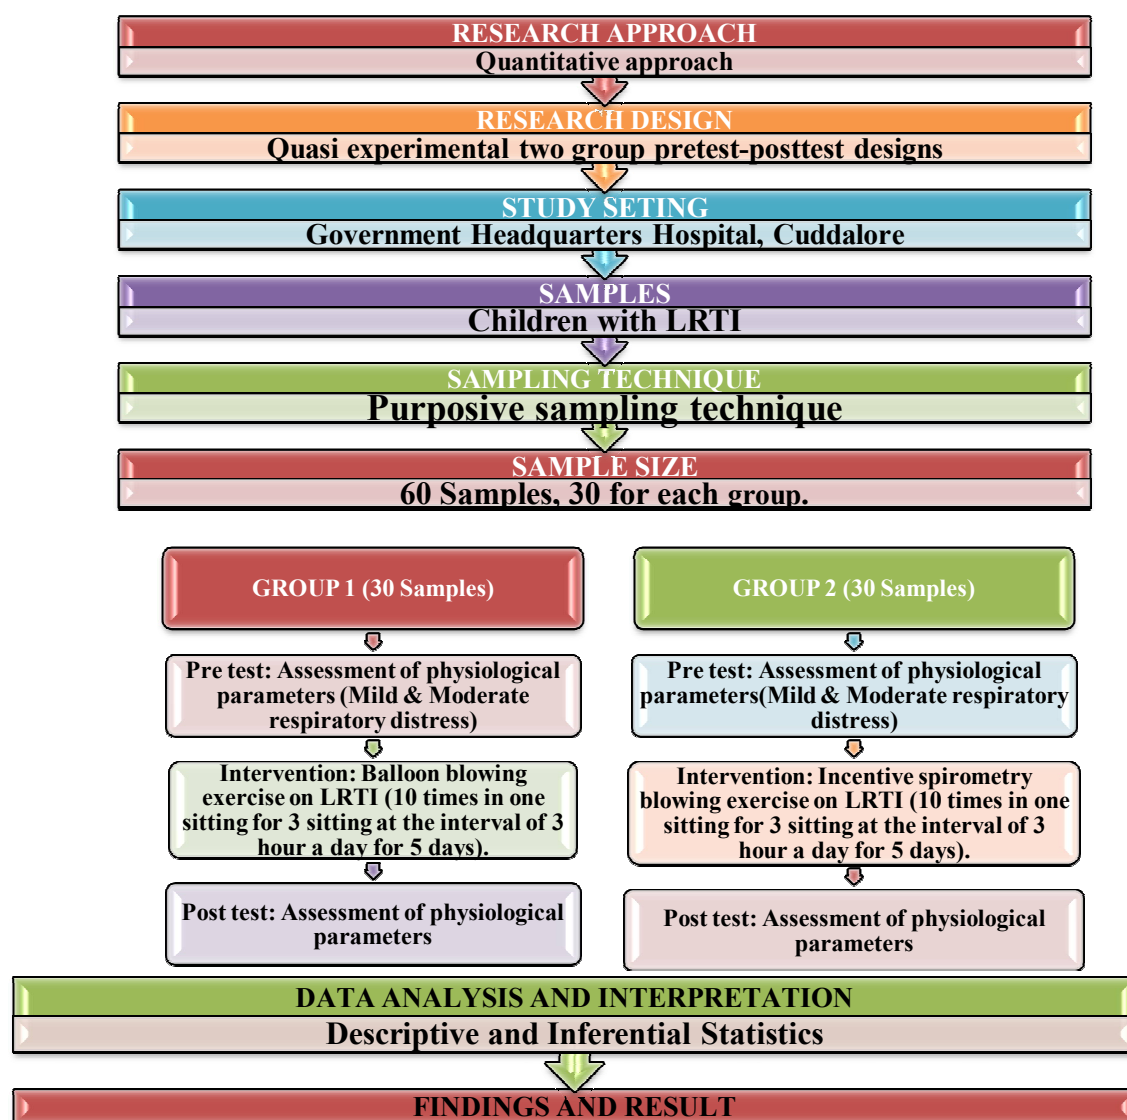 RESEARCH APPROACH
Quantitative approach
RESEARCH DESIGN
Quasi experimental two group pretest-posttest designs
STUDY SETING
Government Headquarters Hospital, Cuddalore
SAMPLES
Children with LRTI
SAMPLING TECHNIQUE
Purposive sampling technique
SAMPLE SIZE
60 Samples, 30 for each group.
GROUP 1 (30 Samples)
Pre test: Assessment of physiological
parameters (Mild & Moderate
respiratory distress)
Intervention: Balloon blowing
exercise on LRTI (10 times in one
sitting for 3 sitting at the interval of 3
hour a day for 5 days).
Post test: Assessment of physiological
parameters
GROUP 2 (30 Samples)
Pre test: Assessment of physiological
parameters(Mild & Moderate respiratory
distress)
Intervention: Incentive spirometry
blowing exercise on LRTI (10 times in one
sitting for 3 sitting at the interval of 3
hour a day for 5 days).
Post test: Assessment of physiological
parameters
DATA ANALYSIS AND INTERPRETATION
Descriptive and Inferential Statistics
FINDINGS AND RESULT